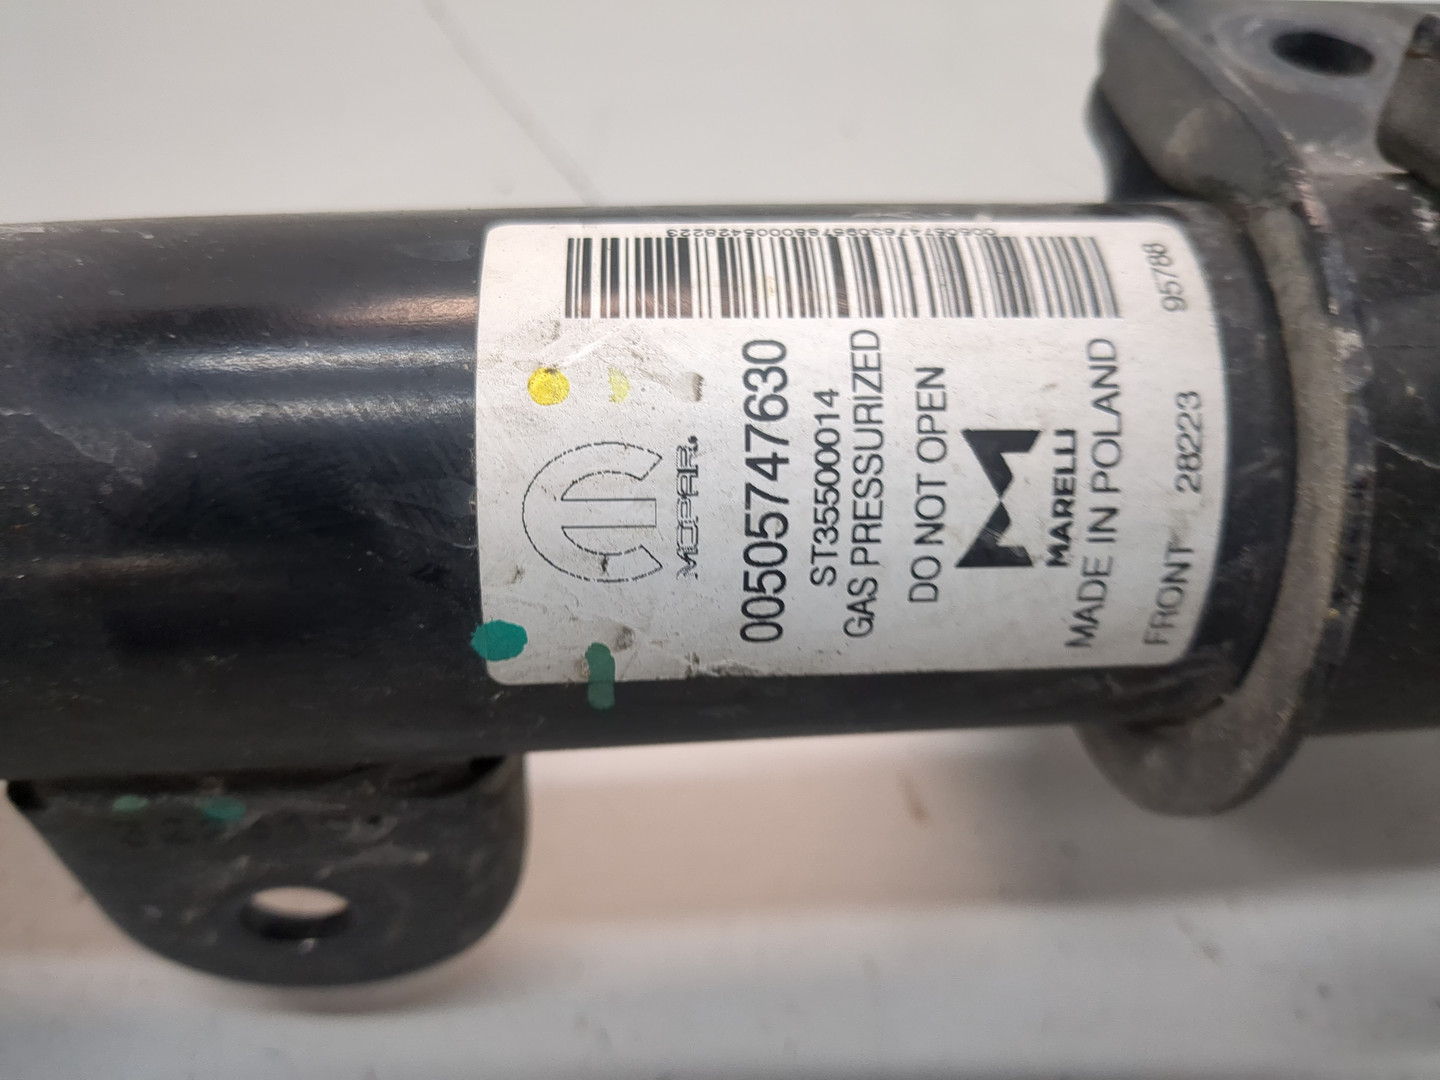 MOPAR
00505747630
ST35500014
GAS PRESSURIZED
DO NOT OPEN
MARELLI
MADE IN POLAND
FRONT 28223 95788